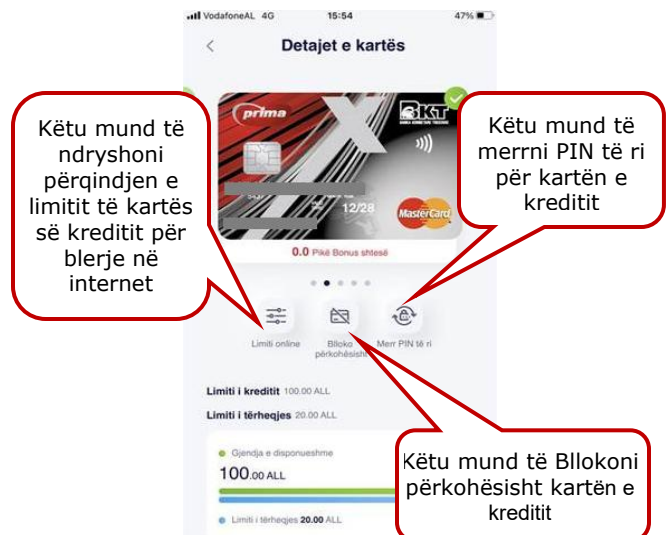 VodafoneAL 4G 15:54 47%
Detajet e kartës
prima
BKT
BANKA KOMBETARE TREGTARE
12/28
MasterCard
0.0 Pikë Bonus shtesë
Këtu mund të
ndryshoni
përqindjen e
limitit të kartës
së kreditit për
blerje në
internet
Këtu mund të
merrni PIN të ri
për kartën e
kreditit
Limiti online
Blloko
përkohësisht
Merr PIN të ri
Limiti i kreditit 100.00 ALL
Limiti i tërheqjes 20.00 ALL
Gjendja e disponueshme
100.00 ALL
Limiti i tërheqjes 20.00 ALL
Këtu mund të Bllokoni
përkohësisht kartën e
kreditit